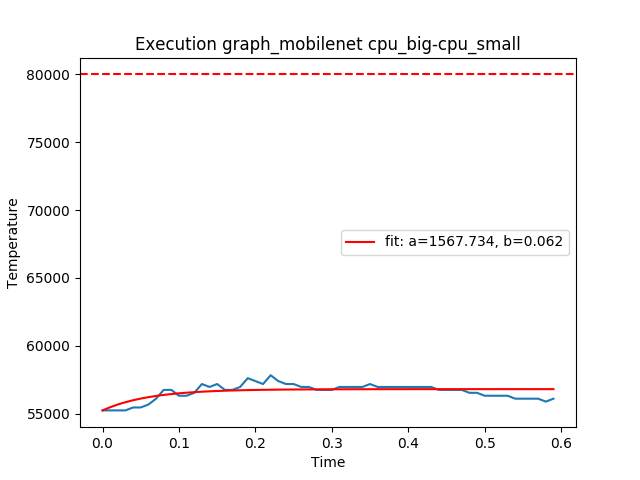 Execution graph_mobilenet cpu_big-cpu_small
80000
75000
70000
65000
60000
55000
Temperature
fit: a=1567.734, b=0.062
0.0 0.1 0.2 0.3 0.4 0.5 0.6
Time